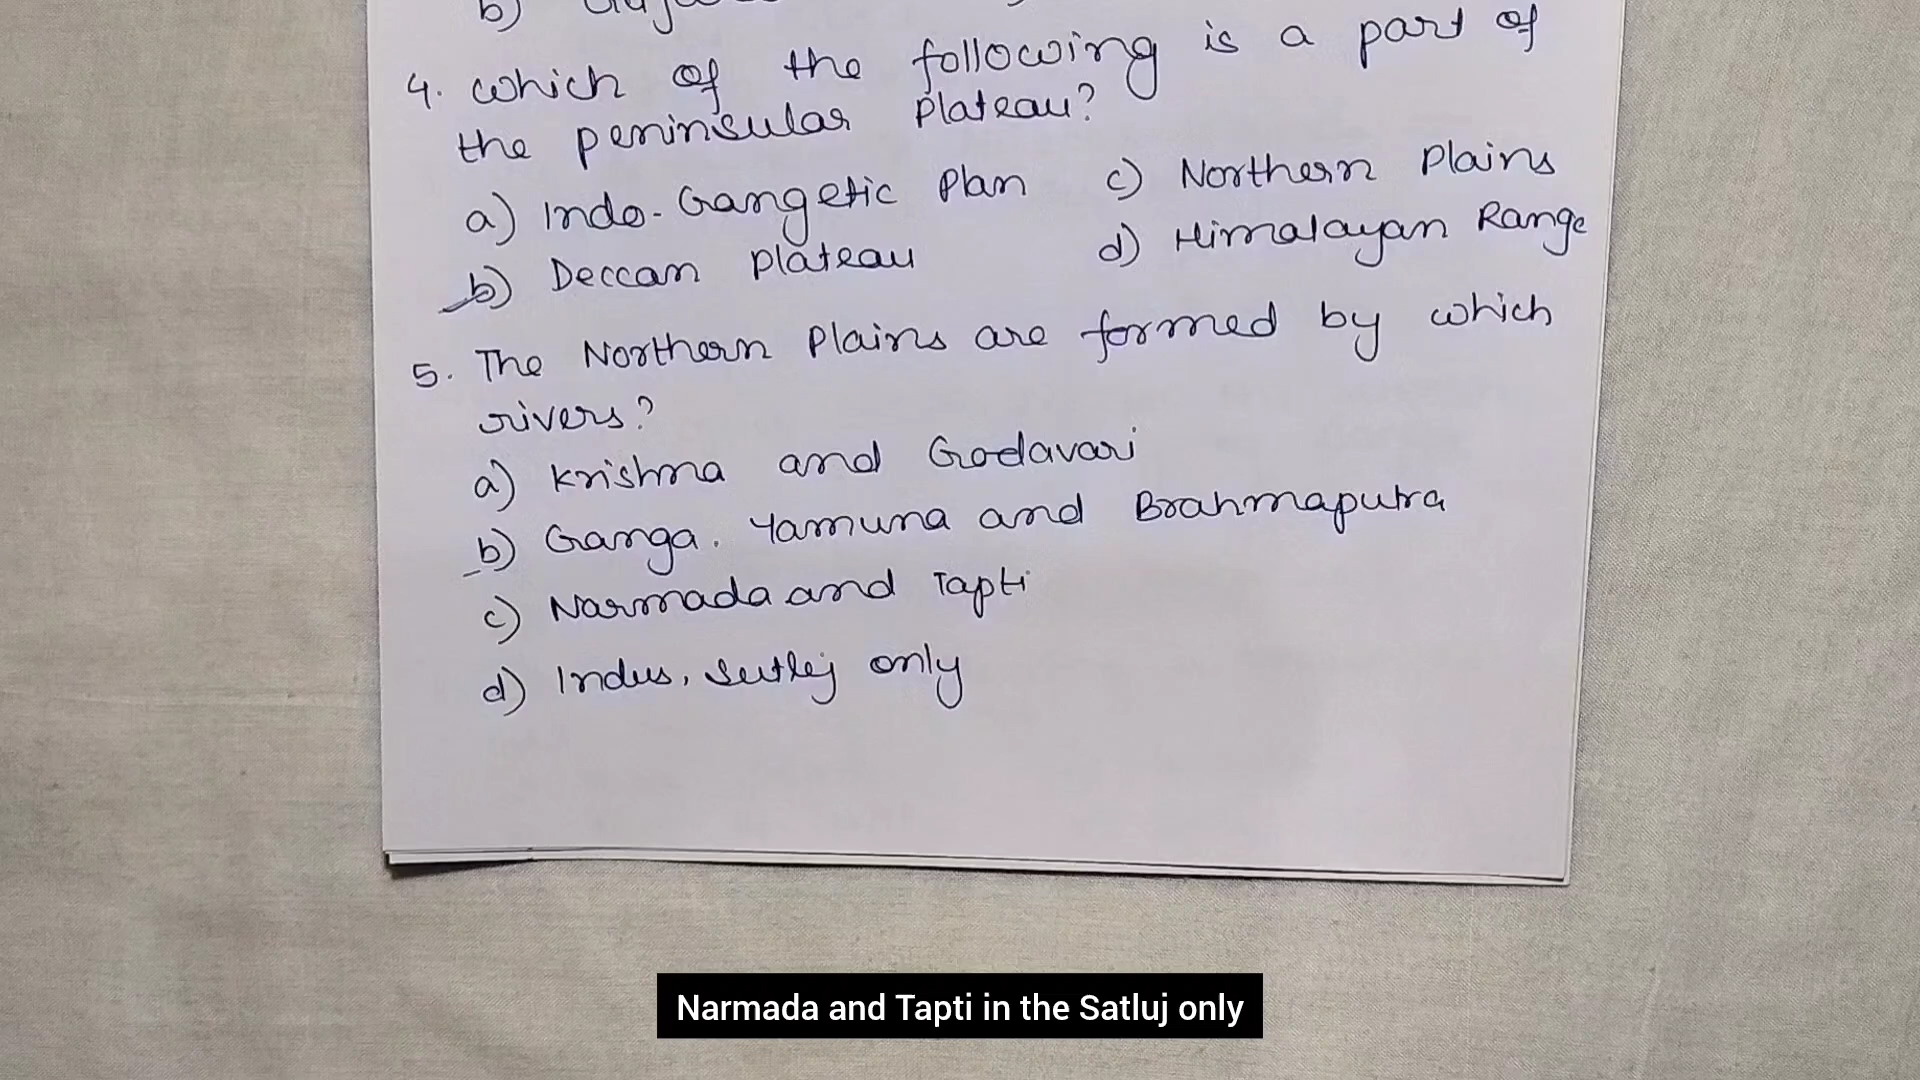 b)
4. which of the following is a part of
the peninsular plateau?
a) Indo-Gangetic Plan c) Northern Plains
b) Deccan plateau d) Himalayan Range
5. The Northern Plains are formed by which
rivers?
a) Krishna and Godavari
b) Ganga. Yamuna and Brahmaputra
c) Narmada and Tapti
d) Indus, Sutlej only
Narmada and Tapti in the Satluj only